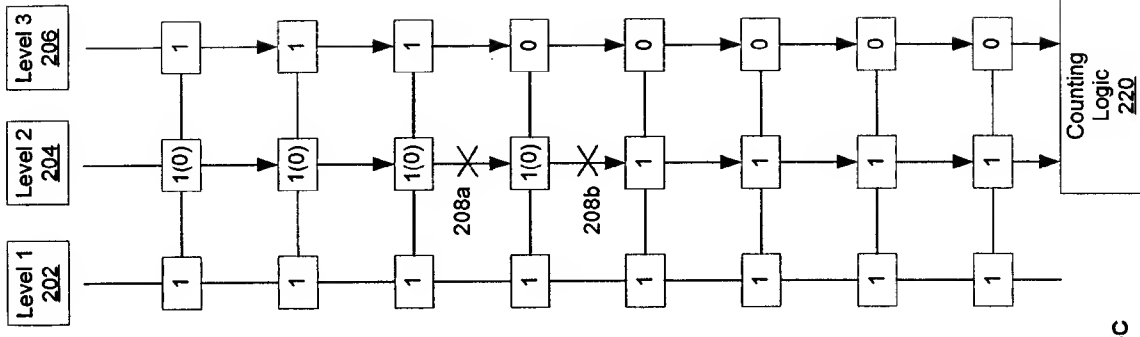 Level 1
202
Level 2
204
Level 3
206
1 1(0) 1
1 1(0) 1
1 1(0) 1
208a
1 1(0) 0
208b
1 1 0
1 1 0
1 1 0
1 1 0
Counting
Logic
220
C